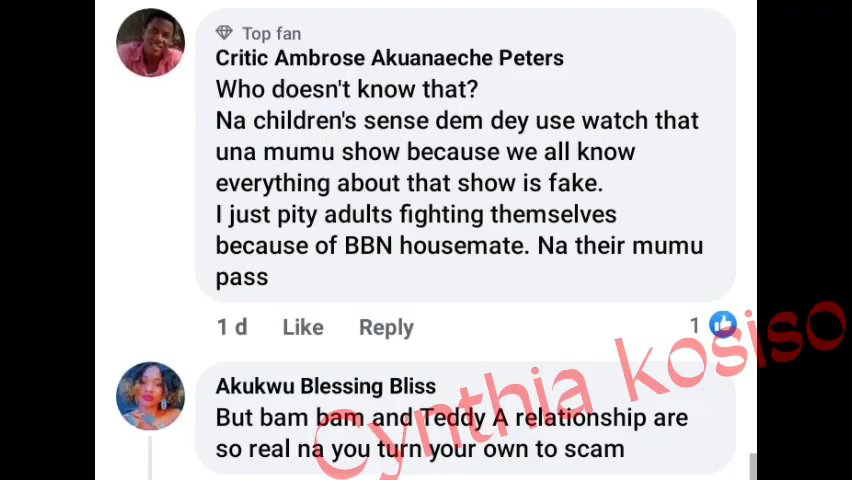 Top fan
Critic Ambrose Akuanaeche Peters
Who doesn't know that?
Na children's sense dem dey use watch that
una mumu show because we all know
everything about that show is fake.
I just pity adults fighting themselves
because of BBN housemate. Na their mumu
pass
1 d Like Reply 1
Akukwu Blessing Bliss
But bam bam and Teddy A relationship are
so real na you turn your own to scam
Cynthia kosiso